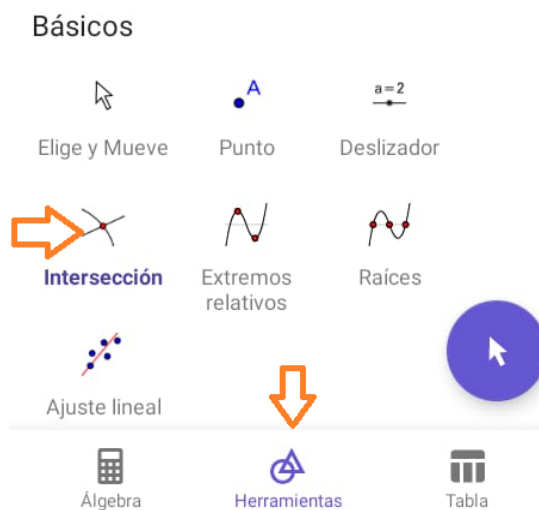 Básicos
A
a=2
Elige y Mueve
Punto
Deslizador
Intersección
Extremos
relativos
Raíces
Ajuste lineal
Álgebra
Herramientas
Tabla